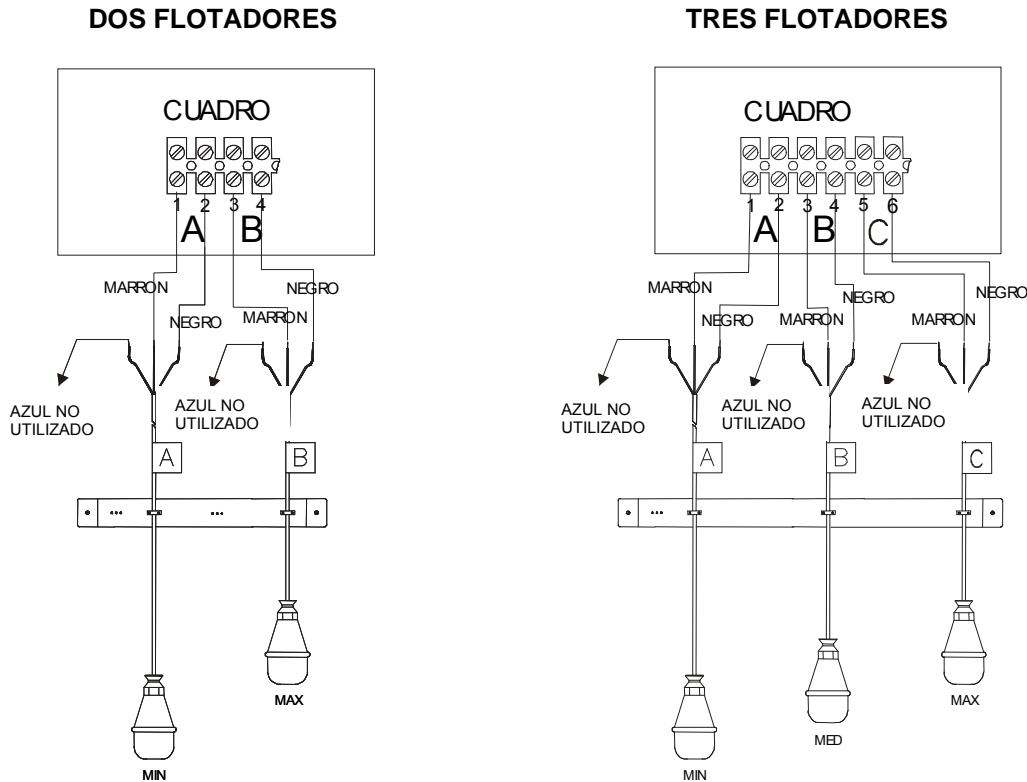 DOS FLOTADORES
CUADRO
1 2 3 4
A B
MARRON
NEGRO
MARRON
NEGRO
AZUL NO
UTILIZADO
AZUL NO
UTILIZADO
A
B
MAX
MIN
TRES FLOTADORES
CUADRO
1 2 3 4 5 6
A B C
MARRON
NEGRO
MARRON
NEGRO
MARRON
NEGRO
AZUL NO
UTILIZADO
AZUL NO
UTILIZADO
AZUL NO
UTILIZADO
A
B
C
MAX
MED
MIN